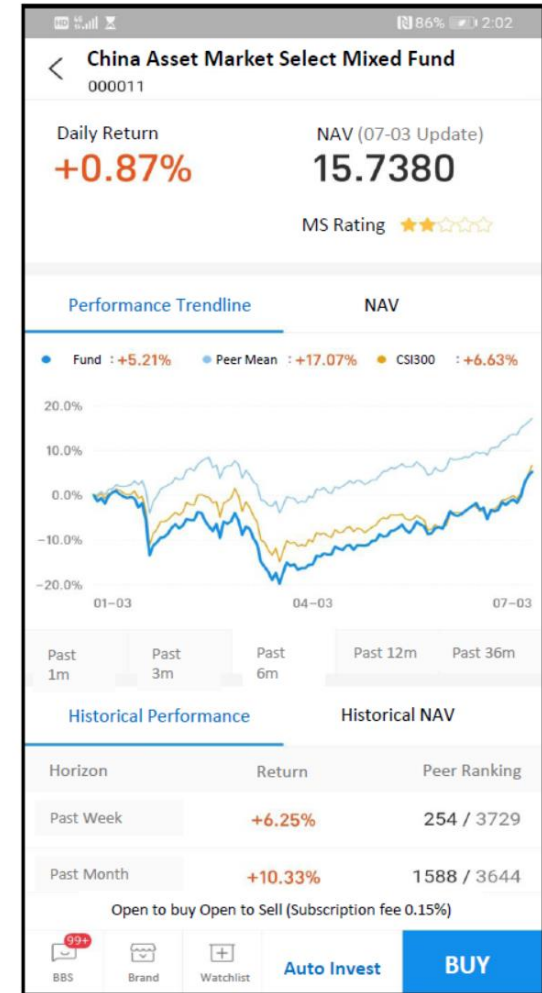 HD 4G
N 86% 2:02
China Asset Market Select Mixed Fund
000011
Daily Return
NAV (07-03 Update)
+0.87%
15.7380
MS Rating
Performance Trendline
NAV
Fund : +5.21%
Peer Mean : +17.07%
CSI300 : +6.63%
20.0%
10.0%
0.0%
-10.0%
-20.0%
01-03
04-03
07-03
Past 1m
Past 3m
Past 6m
Past 12m
Past 36m
Historical Performance
Historical NAV
Horizon
Return
Peer Ranking
Past Week
+6.25%
254 / 3729
Past Month
+10.33%
1588 / 3644
Open to buy Open to Sell (Subscription fee 0.15%)
99+
BBS
Brand
Watchlist
Auto Invest
BUY